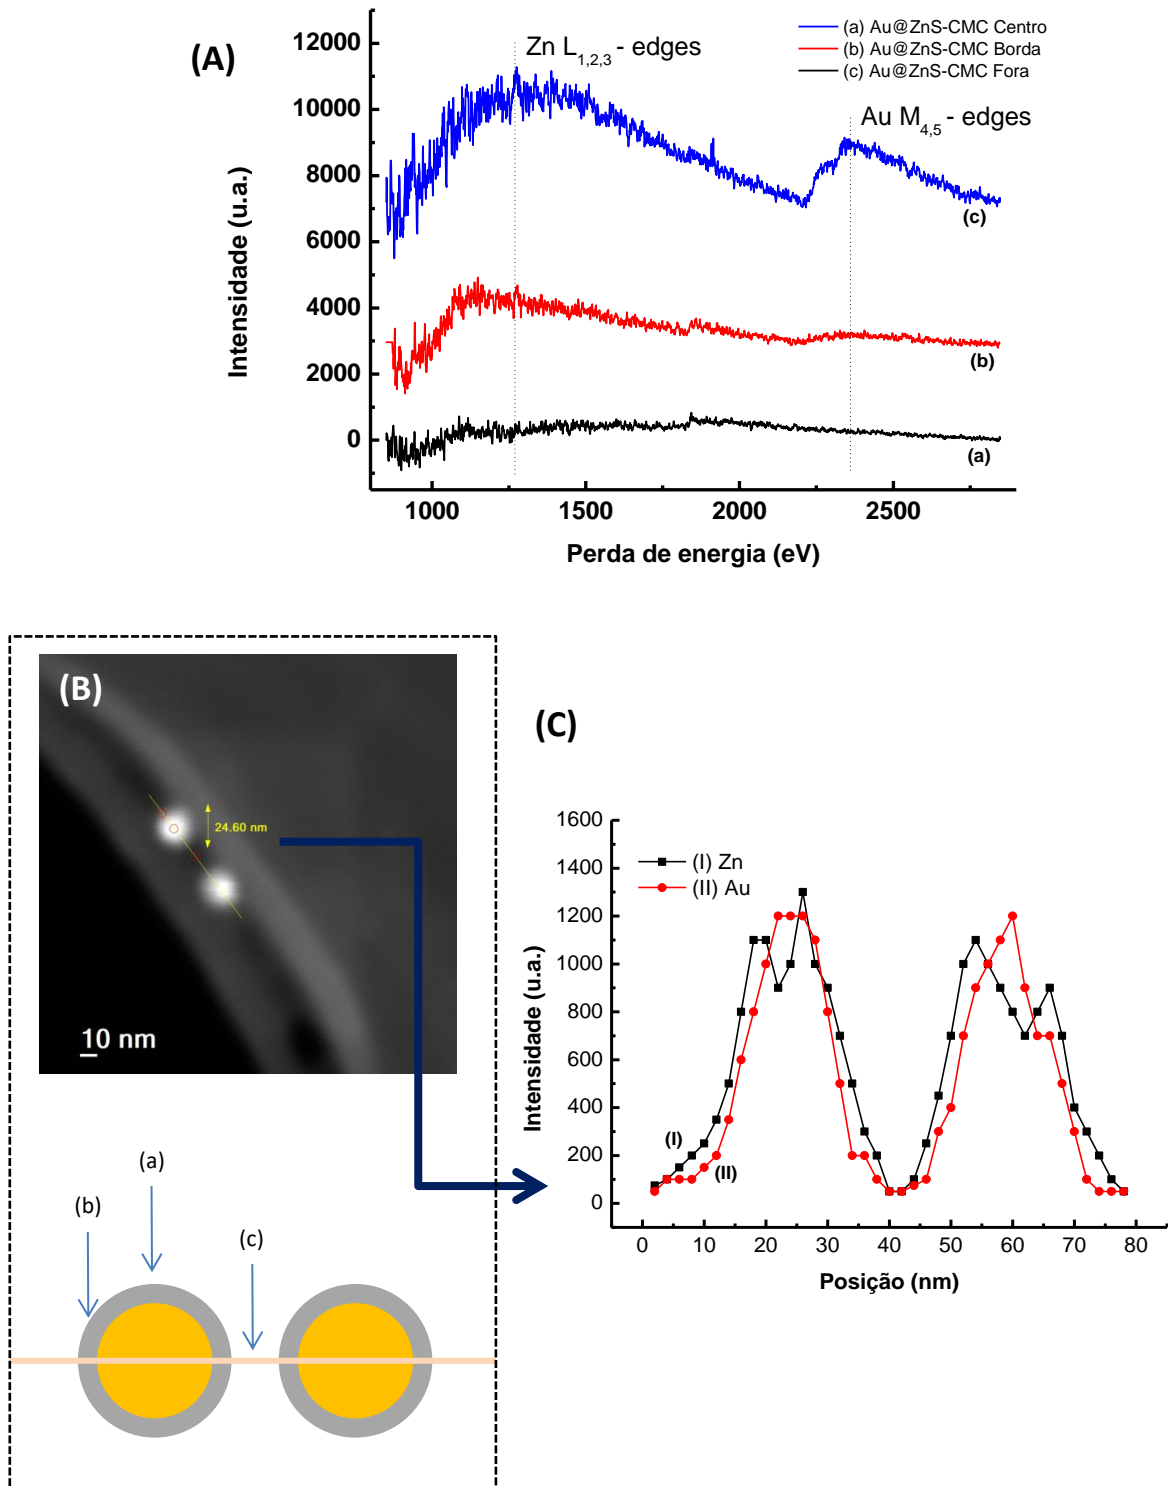 (A)
Zn L1,2,3 - edges
(a) Au@ZnS-CMC Centro
(b) Au@ZnS-CMC Borda
(c) Au@ZnS-CMC Fora
Au M4,5 - edges
12000
10000
8000
6000
4000
2000
0
Intensidade (u.a.)
(c)
(b)
(a)
1000 1500 2000 2500
Perda de energia (eV)
(B)
24.60 nm
10 nm
(a)
(b)
(c)
(C)
1600
1400
1200
1000
800
600
400
200
0
Intensidade (u.a.)
(I) Zn
(II) Au
(I)
(II)
0 10 20 30 40 50 60 70 80
Posição (nm)